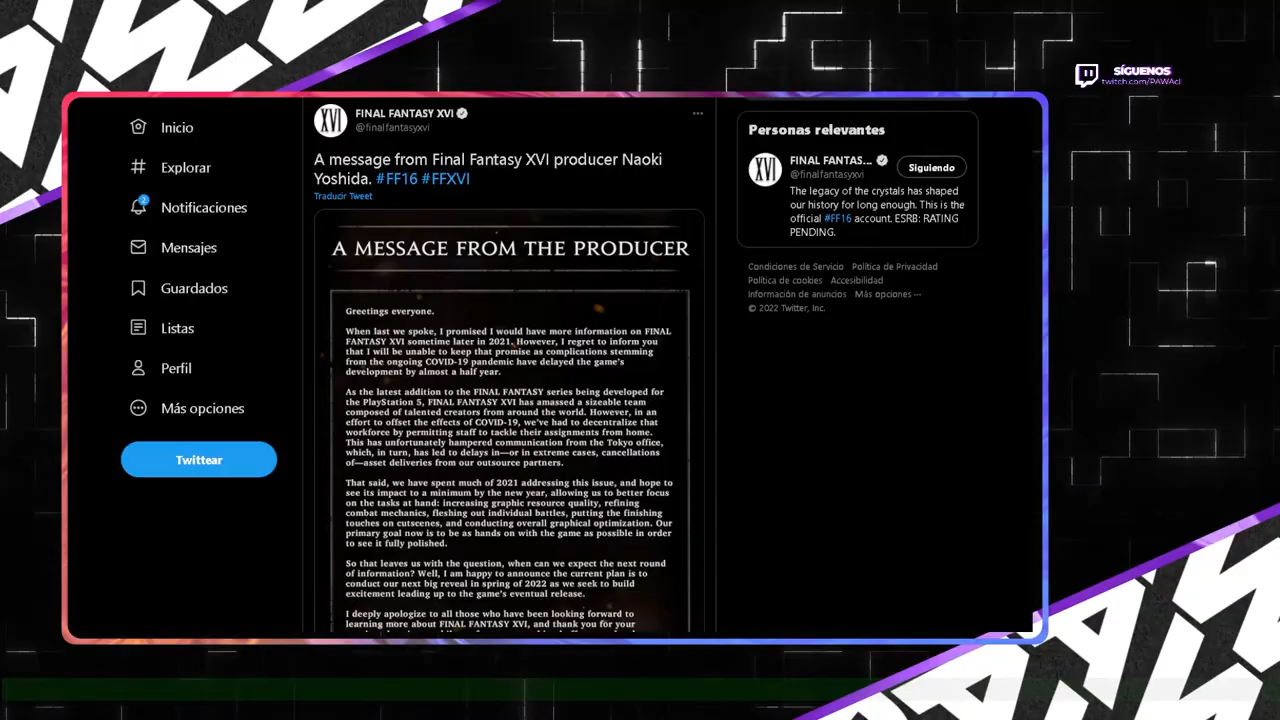 SÍGUENOS
twitch.com/PAWAcl
Inicio
Explorar
2
Notificaciones
Mensajes
Guardados
Listas
Perfil
Más opciones
Twittear
XVI
FINAL FANTASY XVI
@finalfantasyxvi
A message from Final Fantasy XVI producer Naoki
Yoshida. #FF16 #FFXVI
Traducir Tweet
A MESSAGE FROM THE PRODUCER
Greetings everyone.
When last we spoke, I promised I would have more information on FINAL
FANTASY XVI sometime later in 2021. However, I regret to inform you
that I will be unable to keep that promise as complications stemming
from the ongoing COVID-19 pandemic have delayed the game's
development by almost a half year.
As the latest addition to the FINAL FANTASY series being developed for
the PlayStation 5, FINAL FANTASY XVI has amassed a sizeable team
composed of talented creators from around the world. However, in an
effort to offset the effects of COVID-19, we've had to decentralize that
workforce by permitting staff to tackle their assignments from home.
This has unfortunately hampered communication from the Tokyo office,
which, in turn, has led to delays in—or in extreme cases, cancellations
of—asset deliveries from our outsource partners.
That said, we have spent much of 2021 addressing this issue, and hope to
see its impact to a minimum by the new year, allowing us to better focus
on the tasks at hand: increasing graphic resource quality, refining
combat mechanics, fleshing out individual battles, putting the finishing
touches on cutscenes, and conducting overall graphical optimization. Our
primary goal now is to be as hands on with the game as possible in order
to see it fully polished.
So that leaves us with the question, when can we expect the next round
of information? Well, I am happy to announce the current plan is to
conduct our next big reveal in spring of 2022 as we seek to build
excitement leading up to the game's eventual release.
I deeply apologize to all those who have been looking forward to
learning more about FINAL FANTASY XVI, and thank you for your
Personas relevantes
XVI
FINAL FANTAS...
Siguiendo
@finalfantasyxvi
The legacy of the crystals has shaped
our history for long enough. This is the
official #FF16 account. ESRB: RATING
PENDING.
Condiciones de Servicio Política de Privacidad
Política de cookies Accesibilidad
Información de anuncios Más opciones ···
© 2022 Twitter, Inc.